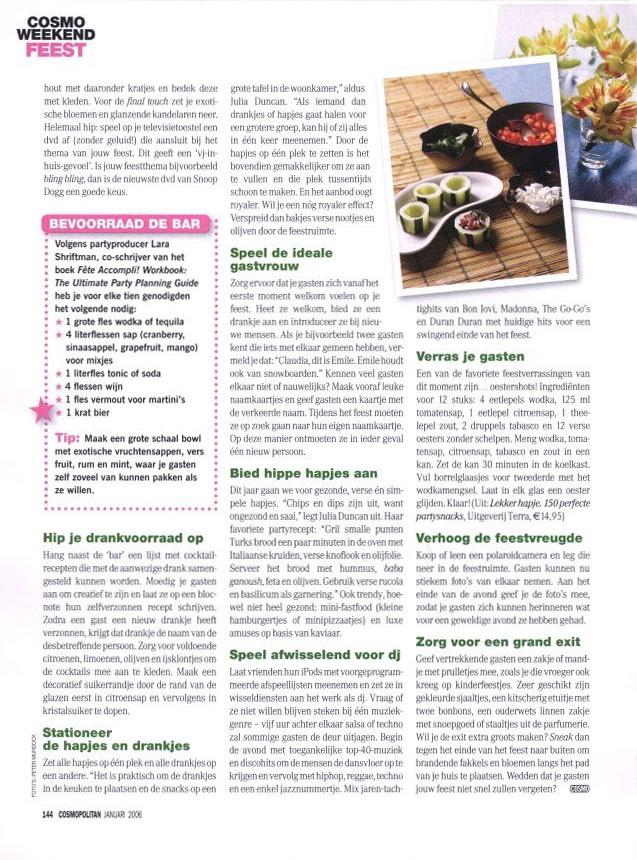 COSMO
WEEKEND
FEEST
hout met daaronder kratjes en bedek deze
met kleden. Voor de final touch zet je exoti-
sche bloemen en glanzende kandelaren neer.
Helemaal hip: speel op je televisietoestel een
dvd af (zonder geluid!) die aansluit bij het
thema van jouw feest. Dit geeft een 'vj-in-
huis-gevoel'. Is jouw feestthema bijvoorbeeld
bling bling, dan is de nieuwste dvd van Snoop
Dogg een goede keus.
BEVOORRAAD DE BAR
Volgens partyproducer Lara
Shriftman, co-schrijver van het
boek Fête Accompli! Workbook:
The Ultimate Party Planning Guide
heb je voor elke tien genodigden
het volgende nodig:
★ 1 grote fles wodka of tequila
★ 4 literflessen sap (cranberry,
sinaasappel, grapefruit, mango)
voor mixjes
★ 1 literfles tonic of soda
★ 4 flessen wijn
★ 1 fles vermout voor martini's
★ 1 krat bier
Tip: Maak een grote schaal bowl
met exotische vruchtensappen, vers
fruit, rum en mint, waar je gasten
zelf zoveel van kunnen pakken als
ze willen.
Hip je drankvoorraad op
Hang naast de 'bar' een lijst met cocktail-
recepten die met de aanwezige drank samen-
gesteld kunnen worden. Moedig je gasten
aan om creatief te zijn en laat ze op een bloc-
note hun zelfverzonnen recept schrijven.
Zodra een gast een nieuw drankje heeft
verzonnen, krijgt dat drankje de naam van de
desbetreffende persoon. Zorg voor voldoende
citroenen, limoenen, olijven en ijsklontjes om
de cocktails mee aan te kleden. Maak een
decoratief suikerrandje door de rand van de
glazen eerst in citroensap en vervolgens in
kristalsuiker te dopen.
Stationeer
de hapjes en drankjes
Zet alle hapjes op één plek en alle drankjes op
een andere. "Het is praktisch om de drankjes
in de keuken te plaatsen en de snacks op een
grote tafel in de woonkamer," aldus
Julia Duncan. "Als iemand dan
drankjes of hapjes gaat halen voor
een grotere groep, kan hij of zij alles
in één keer meenemen." Door de
hapjes op één plek te zetten is het
bovendien makkelijker om ze aan
te vullen en die plek tussentijds
schoon te maken. En het aanbod oogt
royaler. Wil je een nóg royaler effect?
Verspreid dan bakjes verse nootjes en
olijven door de feestruimte.
Speel de ideale
gastvrouw
Zorg ervoor dat je gasten zich vanaf het
eerste moment welkom voelen op je
feest. Heet ze welkom, bied ze een
drankje aan en introduceer ze bij nieu-
we mensen. Als je bijvoorbeeld twee gasten
kent die iets met elkaar gemeen hebben, ver-
meld je dat: "Claudia, dit is Emile. Emile houdt
ook van snowboarden." Kennen veel gasten
elkaar niet of nauwelijks? Maak vooraf leuke
naamkaartjes en geef gasten een kaartje met
de verkeerde naam. Tijdens het feest moeten
ze op zoek gaan naar hun eigen naamkaartje.
Op deze manier ontmoeten ze in ieder geval
één nieuw persoon.
Bied hippe hapjes aan
Dit jaar gaan we voor gezonde, verse én sim-
pele hapjes. "Chips en dips zijn uit, want
ongezond en saai," legt Julia Duncan uit. Haar
favoriete partyrecept: "Gril smalle punten
Turks brood een paar minuten in de oven met
Italiaanse kruiden, verse knoflook en olijfolie.
Serveer het brood met hummus, baba
ganoush, feta en olijven. Gebruik verse rucola
en basilicum als garnering." Ook trendy, hoe-
wel niet heel gezond: mini-fastfood (kleine
hamburgertjes of minipizzaatjes) en luxe
amuses op basis van kaviaar.
Speel afwisselend voor dj
Laat vrienden hun iPods met voorgeprogram-
meerde afspeellijsten meenemen en zet ze in
wisseldiensten aan het werk als dj. Vraag of
ze niet willen blijven steken bij één muziek-
genre – vijf uur achter elkaar salsa of techno
zal sommige gasten de deur uitjagen. Begin
de avond met toegankelijke top-40-muziek
en discohits om de mensen de dansvloer op te
krijgen en vervolg met hiphop, reggae, techno
en een enkel jazznummertje. Mix jaren-tach-
tighits van Bon Jovi, Madonna, The Go-Go's
en Duran Duran met huidige hits voor een
swingend einde van het feest.
Verras je gasten
Een van de favoriete feestverrassingen van
dit moment zijn... oestershots! Ingrediënten
voor 12 stuks: 4 eetlepels wodka, 125 ml
tomatensap, 1 eetlepel citroensap, 1 thee-
lepel zout, 2 druppels tabasco en 12 verse
oesters zonder schelpen. Meng wodka, toma-
tensap, citroensap, tabasco en zout in een
kan. Zet de kan 30 minuten in de koelkast.
Vul borrelglaasjes voor tweederde met het
wodkamengsel. Laat in elk glas een oester
glijden. Klaar! (Uit: Lekker hapje. 150 perfecte
partysnacks, Uitgeverij Terra, €14,95)
Verhoog de feestvreugde
Koop of leen een polaroidcamera en leg die
neer in de feestruimte. Gasten kunnen nu
stiekem foto's van elkaar nemen. Aan het
einde van de avond geef je de foto's mee,
zodat je gasten zich kunnen herinneren wat
voor een geweldige avond ze hebben gehad.
Zorg voor een grand exit
Geef vertrekkende gasten een zakje of mand-
je met prulletjes mee, zoals je die vroeger ook
kreeg op kinderfeestjes. Zeer geschikt zijn
gekleurde sjaaltjes, een kitscherig etuitje met
twee bonbons, een ouderwets linnen zakje
met snoepgoed of staaltjes uit de parfumerie.
Wil je de exit extra groots maken? Sneak dan
tegen het einde van het feest naar buiten om
brandende fakkels en bloemen langs het pad
van je huis te plaatsen. Wedden dat je gasten
jouw feest niet snel zullen vergeten? COSMO
144 COSMOPOLITAN JANUARI 2006